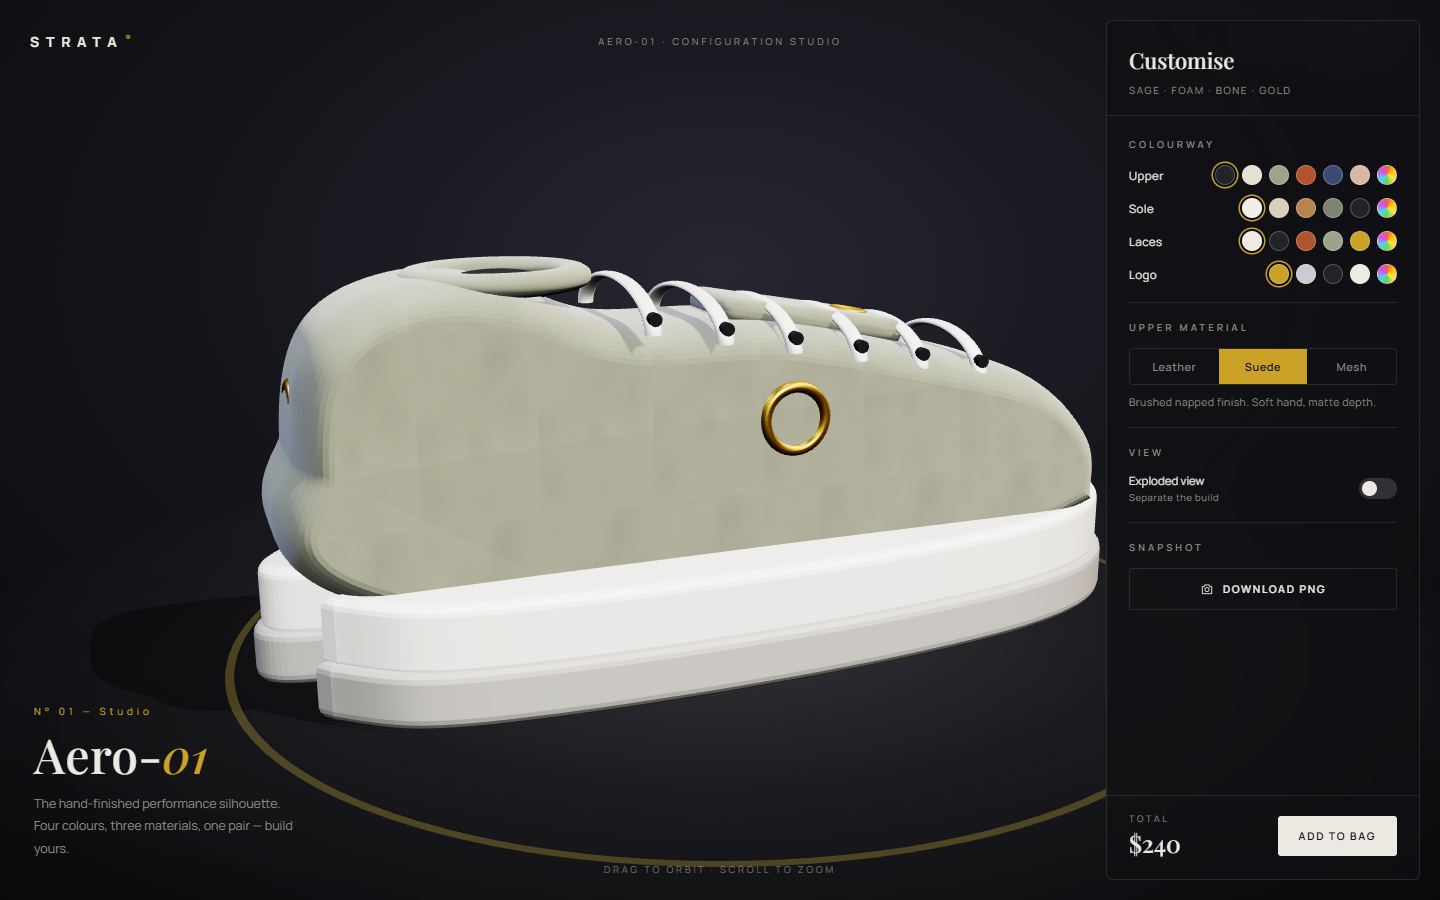 STRATA°
AERO-01 · CONFIGURATION STUDIO
Customise
SAGE · FOAM · BONE · GOLD
COLOURWAY
Upper
Sole
Laces
Logo
UPPER MATERIAL
Leather Suede Mesh
Brushed napped finish. Soft hand, matte depth.
VIEW
Exploded view
Separate the build
SNAPSHOT
DOWNLOAD PNG
N° 01 — Studio
Aero-01
The hand-finished performance silhouette.
Four colours, three materials, one pair — build
yours.
DRAG TO ORBIT · SCROLL TO ZOOM
TOTAL
$240
ADD TO BAG